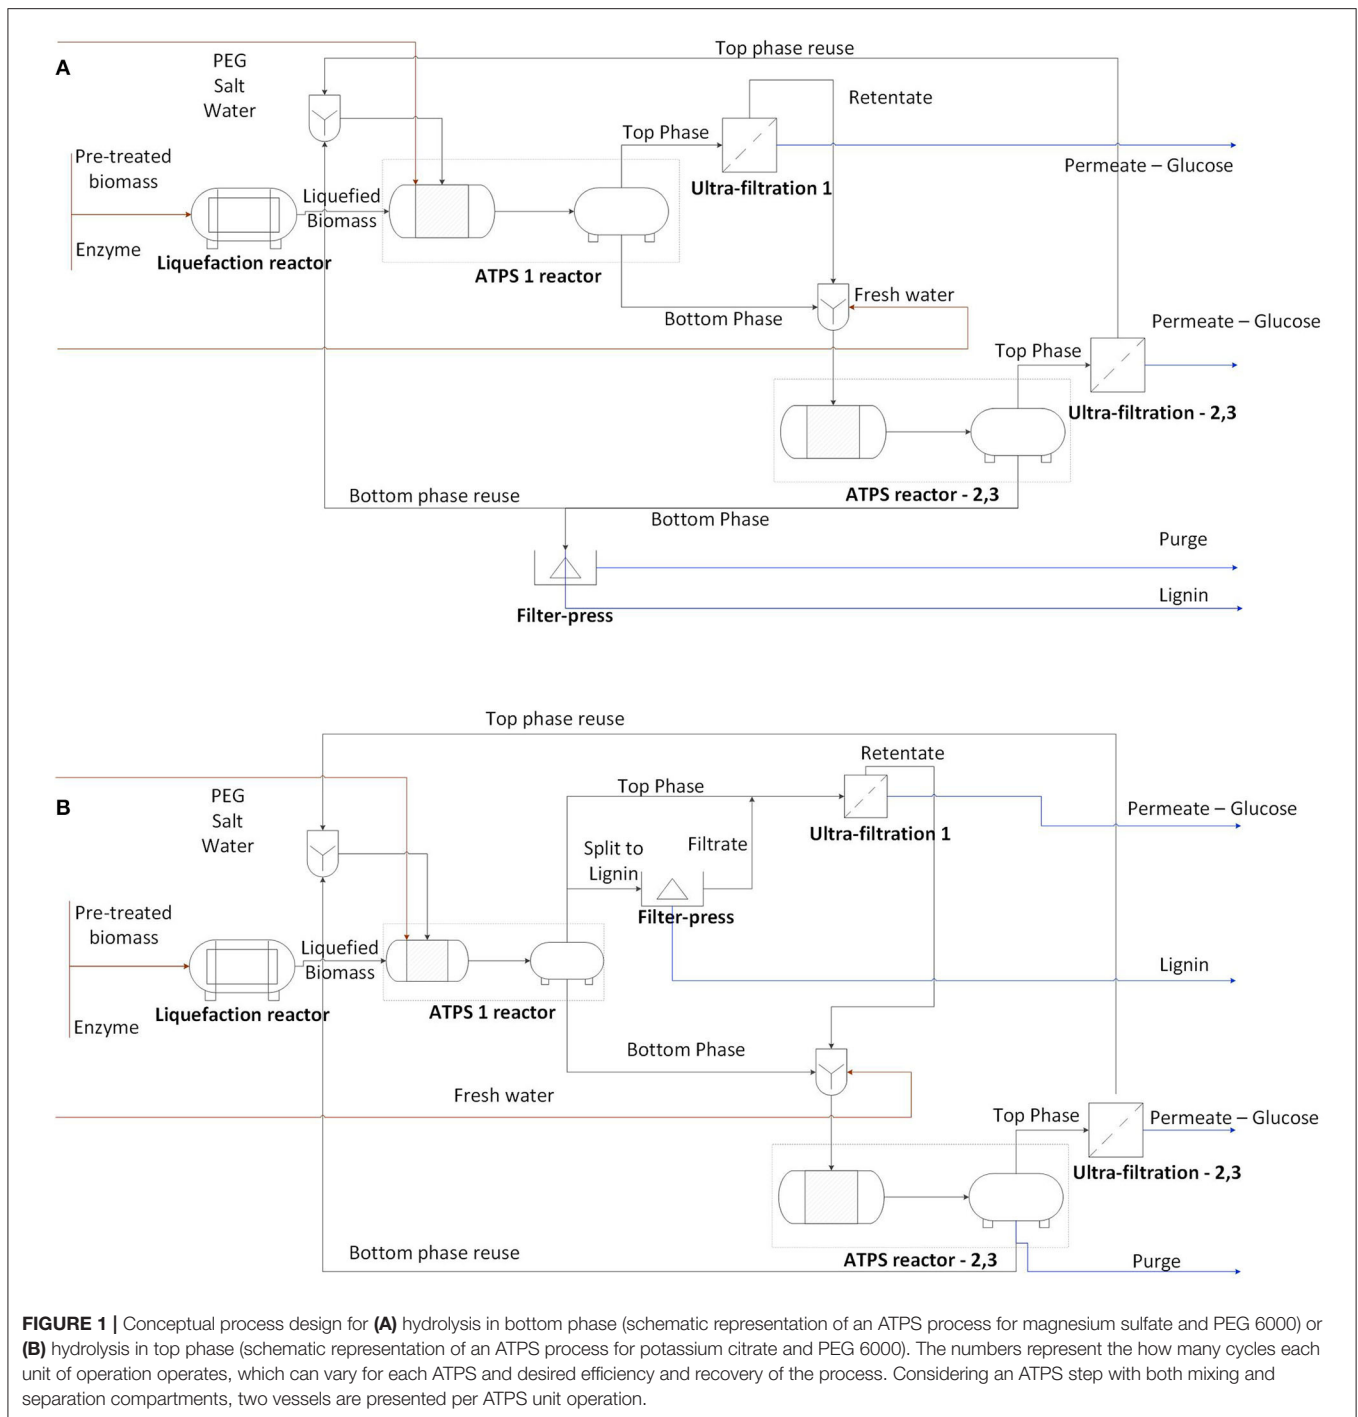 A
PEG
Salt
Water
Top phase reuse
Retentate
Top Phase
Permeate – Glucose
Ultra-filtration 1
Pre-treated
biomass
Enzyme
Liquefaction reactor
Liquefied
Biomass
ATPS 1 reactor
Fresh water
Bottom Phase
Permeate – Glucose
Top Phase
Ultra-filtration - 2,3
ATPS reactor - 2,3
Bottom phase reuse
Bottom Phase
Purge
Lignin
Filter-press
Top phase reuse
Retentate
B
PEG
Salt
Water
Top Phase
Permeate – Glucose
Ultra-filtration 1
Split to
Lignin
Filtrate
Filter-press
Pre-treated
biomass
Enzyme
Liquefaction reactor
Liquefied
Biomass
ATPS 1 reactor
Lignin
Bottom Phase
Fresh water
Top Phase
Permeate – Glucose
Ultra-filtration - 2,3
ATPS reactor - 2,3
Bottom phase reuse
Purge
FIGURE 1 | Conceptual process design for (A) hydrolysis in bottom phase (schematic representation of an ATPS process for magnesium sulfate and PEG 6000) or
(B) hydrolysis in top phase (schematic representation of an ATPS process for potassium citrate and PEG 6000). The numbers represent the how many cycles each
unit of operation operates, which can vary for each ATPS and desired efficiency and recovery of the process. Considering an ATPS step with both mixing and
separation compartments, two vessels are presented per ATPS unit operation.